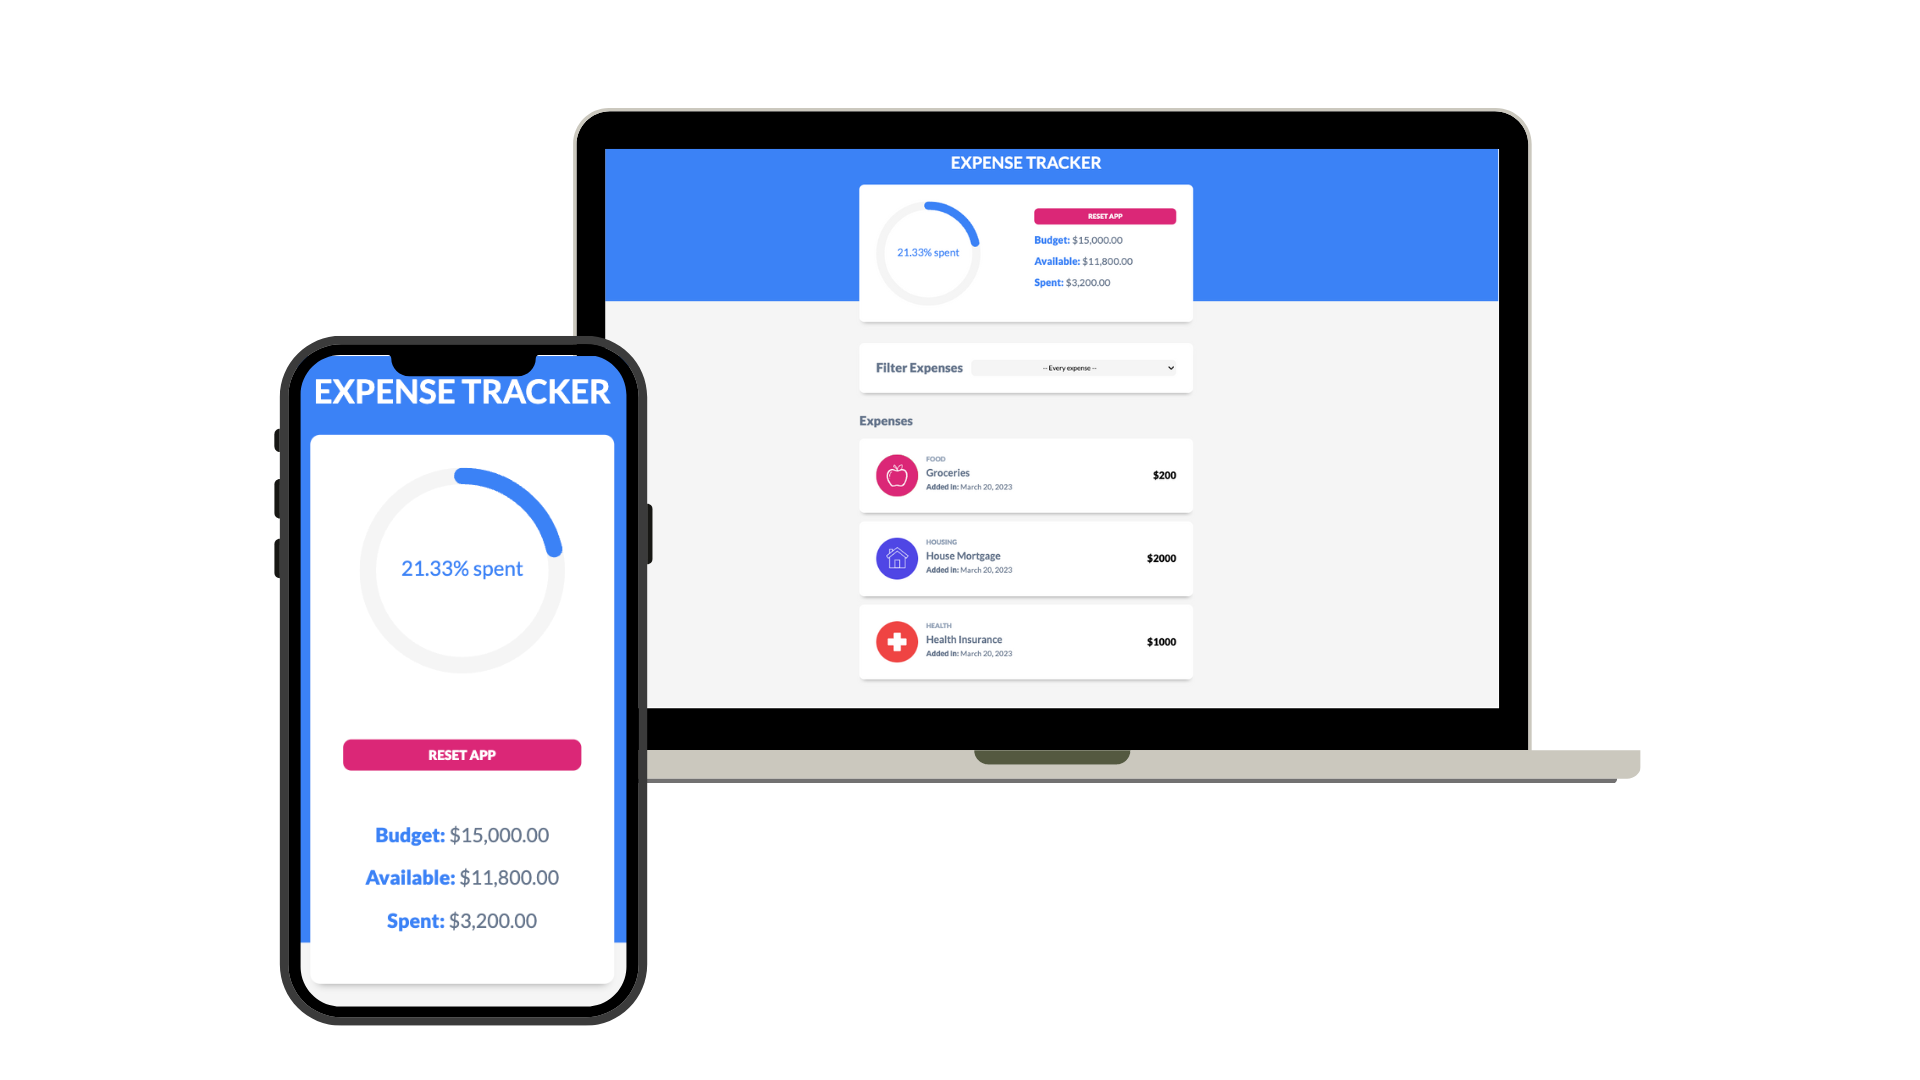 EXPENSE TRACKER
21.33% spent
RESET APP
Budget: $15,000.00
Available: $11,800.00
Spent: $3,200.00
Filter Expenses
-- Every expense --
Expenses
FOOD
Groceries
Added in: March 20, 2023
$200
HOUSING
House Mortgage
Added in: March 20, 2023
$2000
HEALTH
Health Insurance
Added in: March 20, 2023
$1000
EXPENSE TRACKER
21.33% spent
RESET APP
Budget: $15,000.00
Available: $11,800.00
Spent: $3,200.00